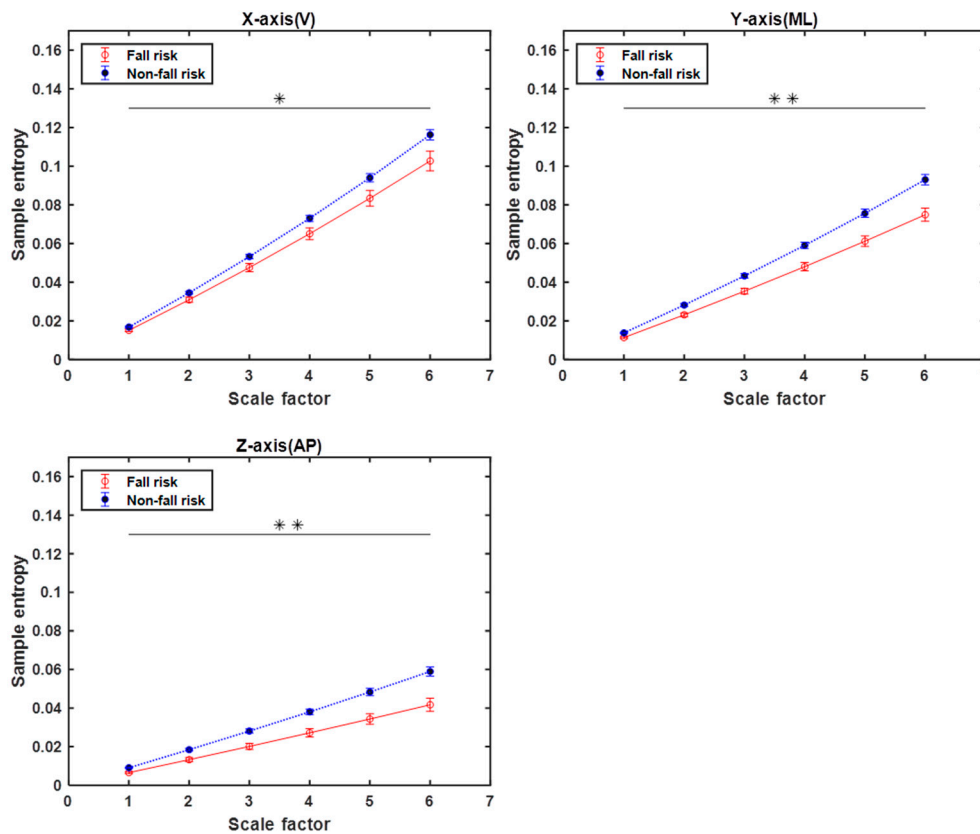 X-axis(V)
Fall risk
Non-fall risk
✳
Sample entropy
0.16
0.14
0.12
0.1
0.08
0.06
0.04
0.02
0
0 1 2 3 4 5 6 7
Scale factor
Y-axis(ML)
Fall risk
Non-fall risk
✳ ✳
Sample entropy
0.16
0.14
0.12
0.1
0.08
0.06
0.04
0.02
0
0 1 2 3 4 5 6
Scale factor
Z-axis(AP)
Fall risk
Non-fall risk
✳ ✳
Sample entropy
0.16
0.14
0.12
0.1
0.08
0.06
0.04
0.02
0
0 1 2 3 4 5 6 7
Scale factor